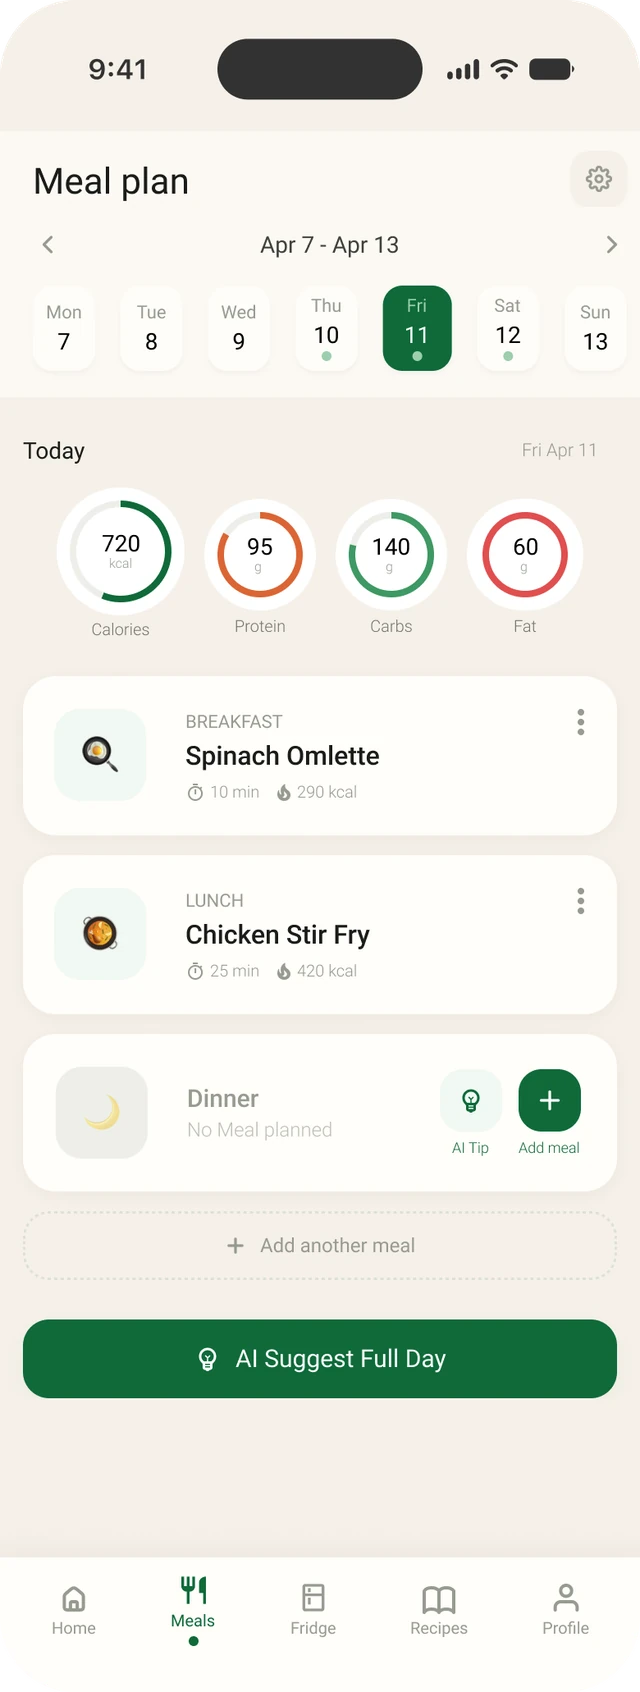 9:41
Meal plan
Apr 7 - Apr 13
Mon Tue Wed Thu Fri Sat Sun
7 8 9 10 11 12 13
Today Fri Apr 11
720 95 140 60
kcal g g g
Calories Protein Carbs Fat
BREAKFAST
Spinach Omlette
10 min 290 kcal
LUNCH
Chicken Stir Fry
25 min 420 kcal
Dinner
No Meal planned
AI Tip Add meal
+ Add another meal
AI Suggest Full Day
Home Meals Fridge Recipes Profile